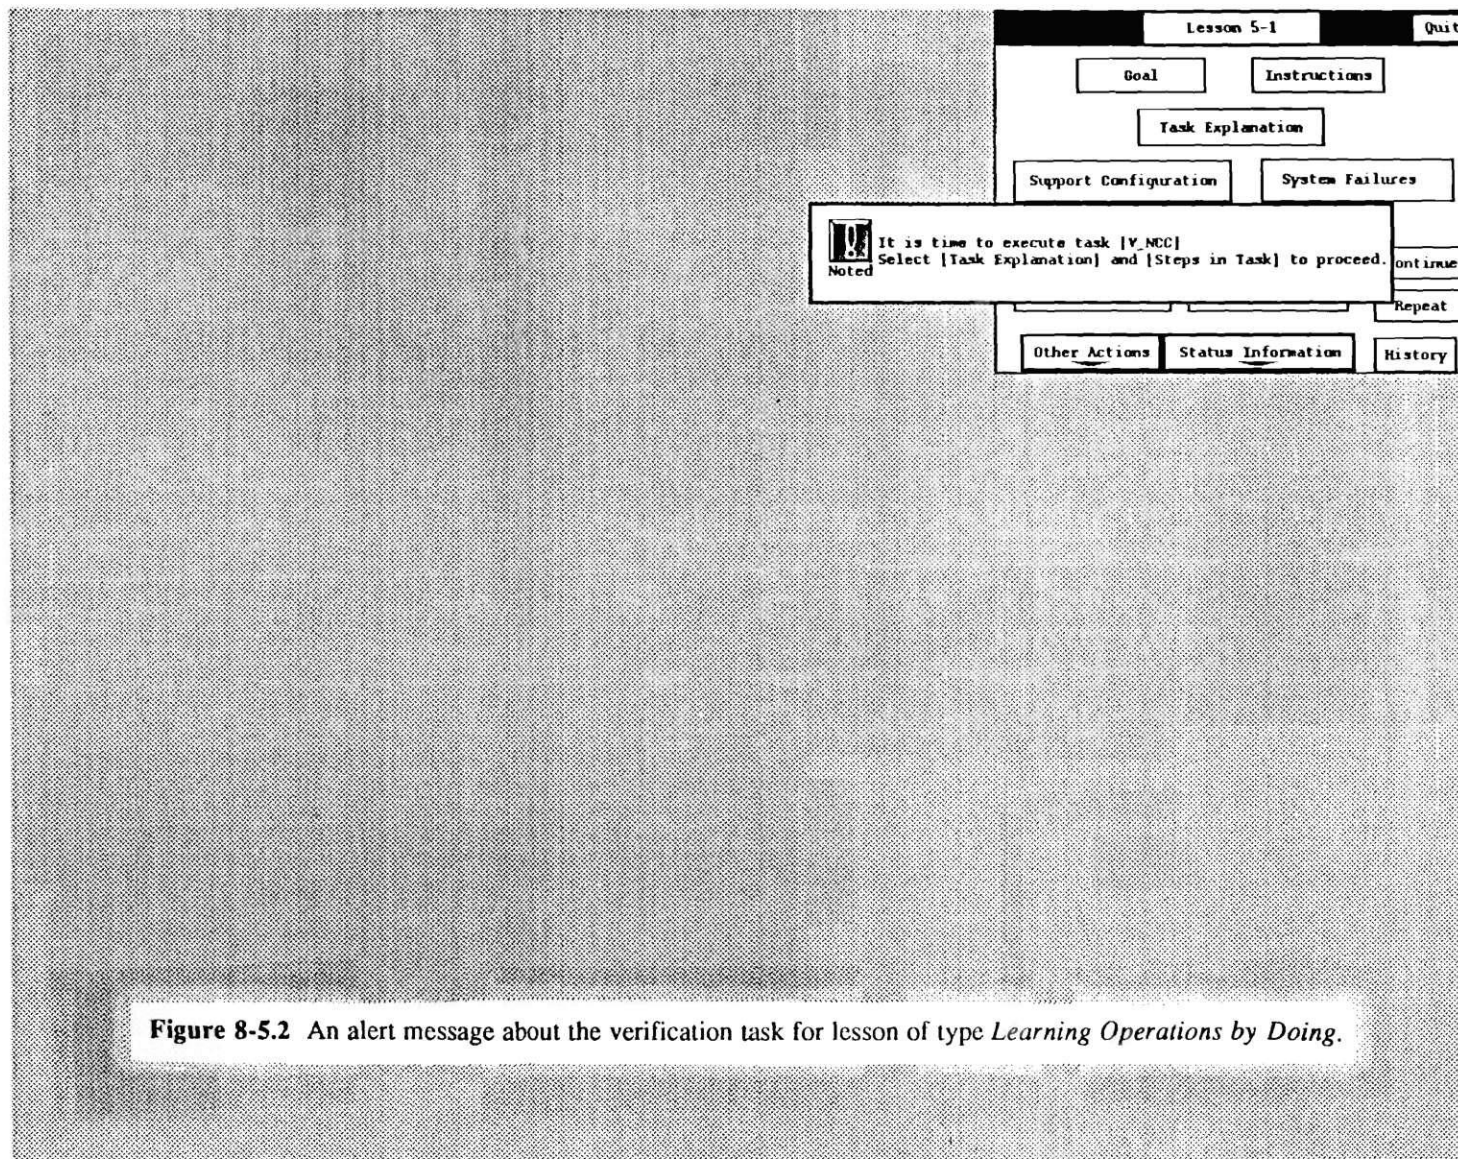 Lesson 5-1 Quit
Goal Instructions
Task Explanation
Support Configuration System Failures
It is time to execute task [V_NCC]
Select [Task Explanation] and [Steps in Task] to proceed.
Noted
ontinue
Repeat
Other Actions Status Information History
Figure 8-5.2 An alert message about the verification task for lesson of type Learning Operations by Doing.